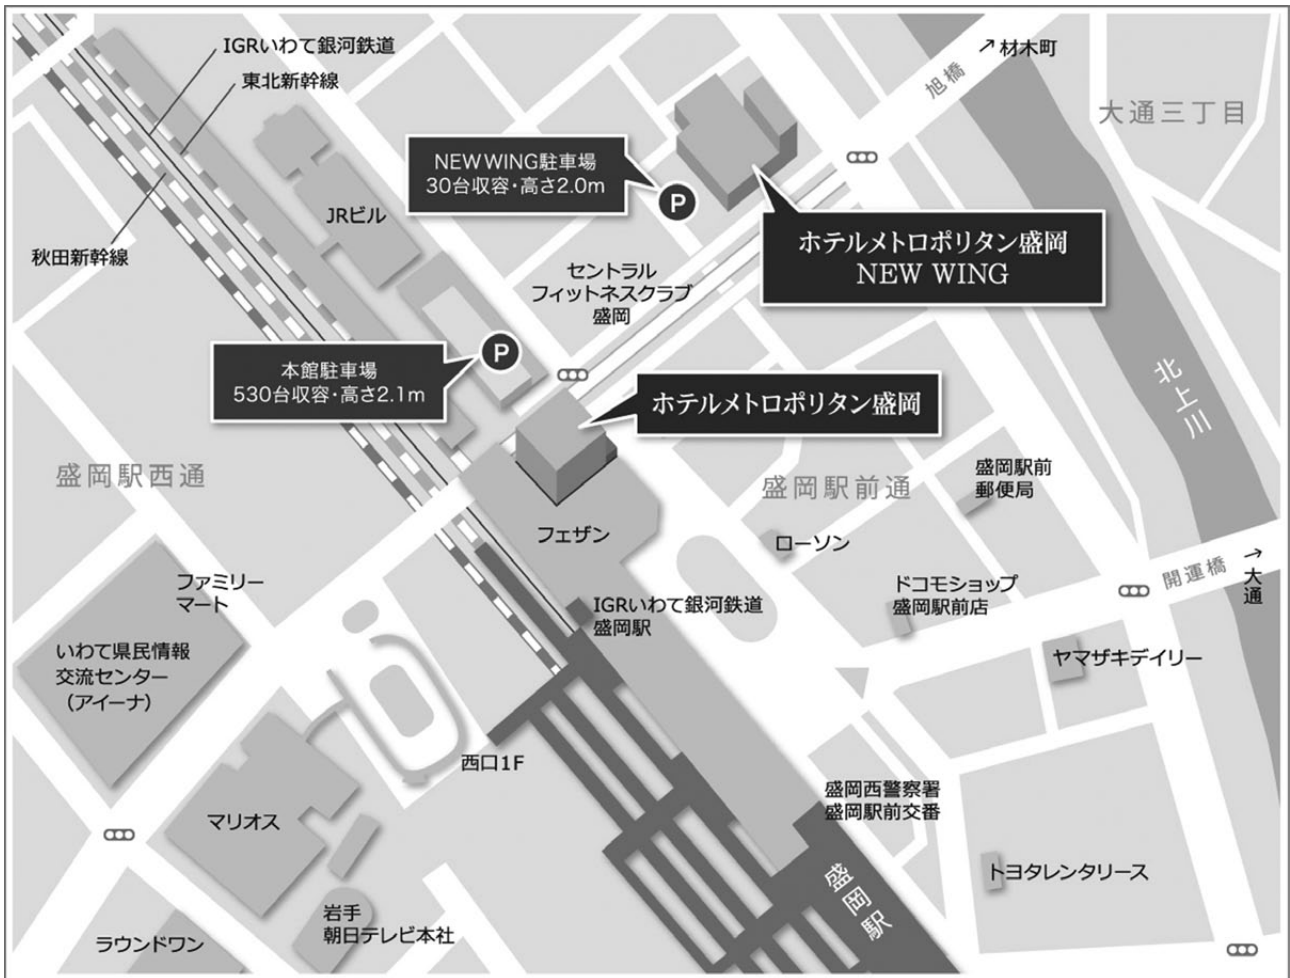 IGRいわて銀河鉄道
東北新幹線
秋田新幹線
JRビル
NEW WING駐車場
30台収容・高さ2.0m
P
ホテルメトロポリタン盛岡
NEW WING
旭橋
↗材木町
大通三丁目
セントラル
フィットネスクラブ
盛岡
本館駐車場
530台収容・高さ2.1m
P
ホテルメトロポリタン盛岡
北上川
盛岡駅西通
盛岡駅前通
盛岡駅前
郵便局
フェザン
ローソン
開運橋
→大通
ファミリー
マート
IGRいわて銀河鉄道
盛岡駅
ドコモショップ
盛岡駅前店
いわて県民情報
交流センター
（アイーナ）
ヤマザキデイリー
西口1F
マリオス
盛岡西警察署
盛岡駅前交番
盛岡駅
トヨタレンタリース
岩手
朝日テレビ本社
ラウンドワン